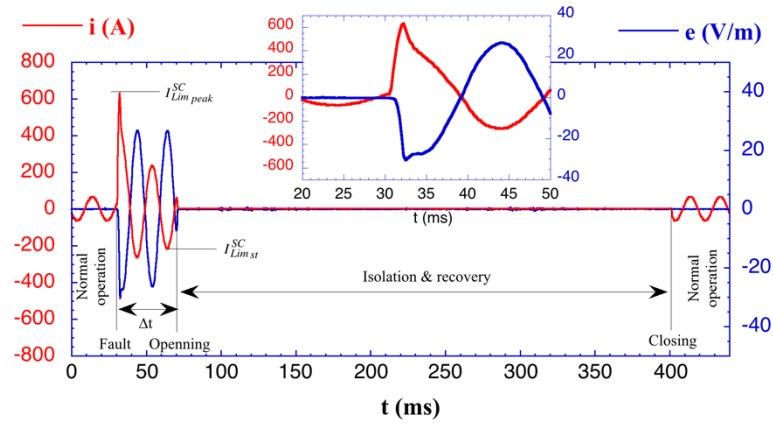 i (A)
e (V/m)
800
600
400
200
0
-200
-400
-600
-800
40
20
0
-20
-40
0
50
100
150
200
250
300
350
400
t (ms)
600
400
200
0
-200
-400
-600
40
20
0
-20
-40
20
25
30
35
40
45
50
t (ms)
I^{SC}_{Lim peak}
I^{SC}_{Lim st}
Normal
operation
Isolation & recovery
Normal
operation
Δt
Fault
Openning
Closing